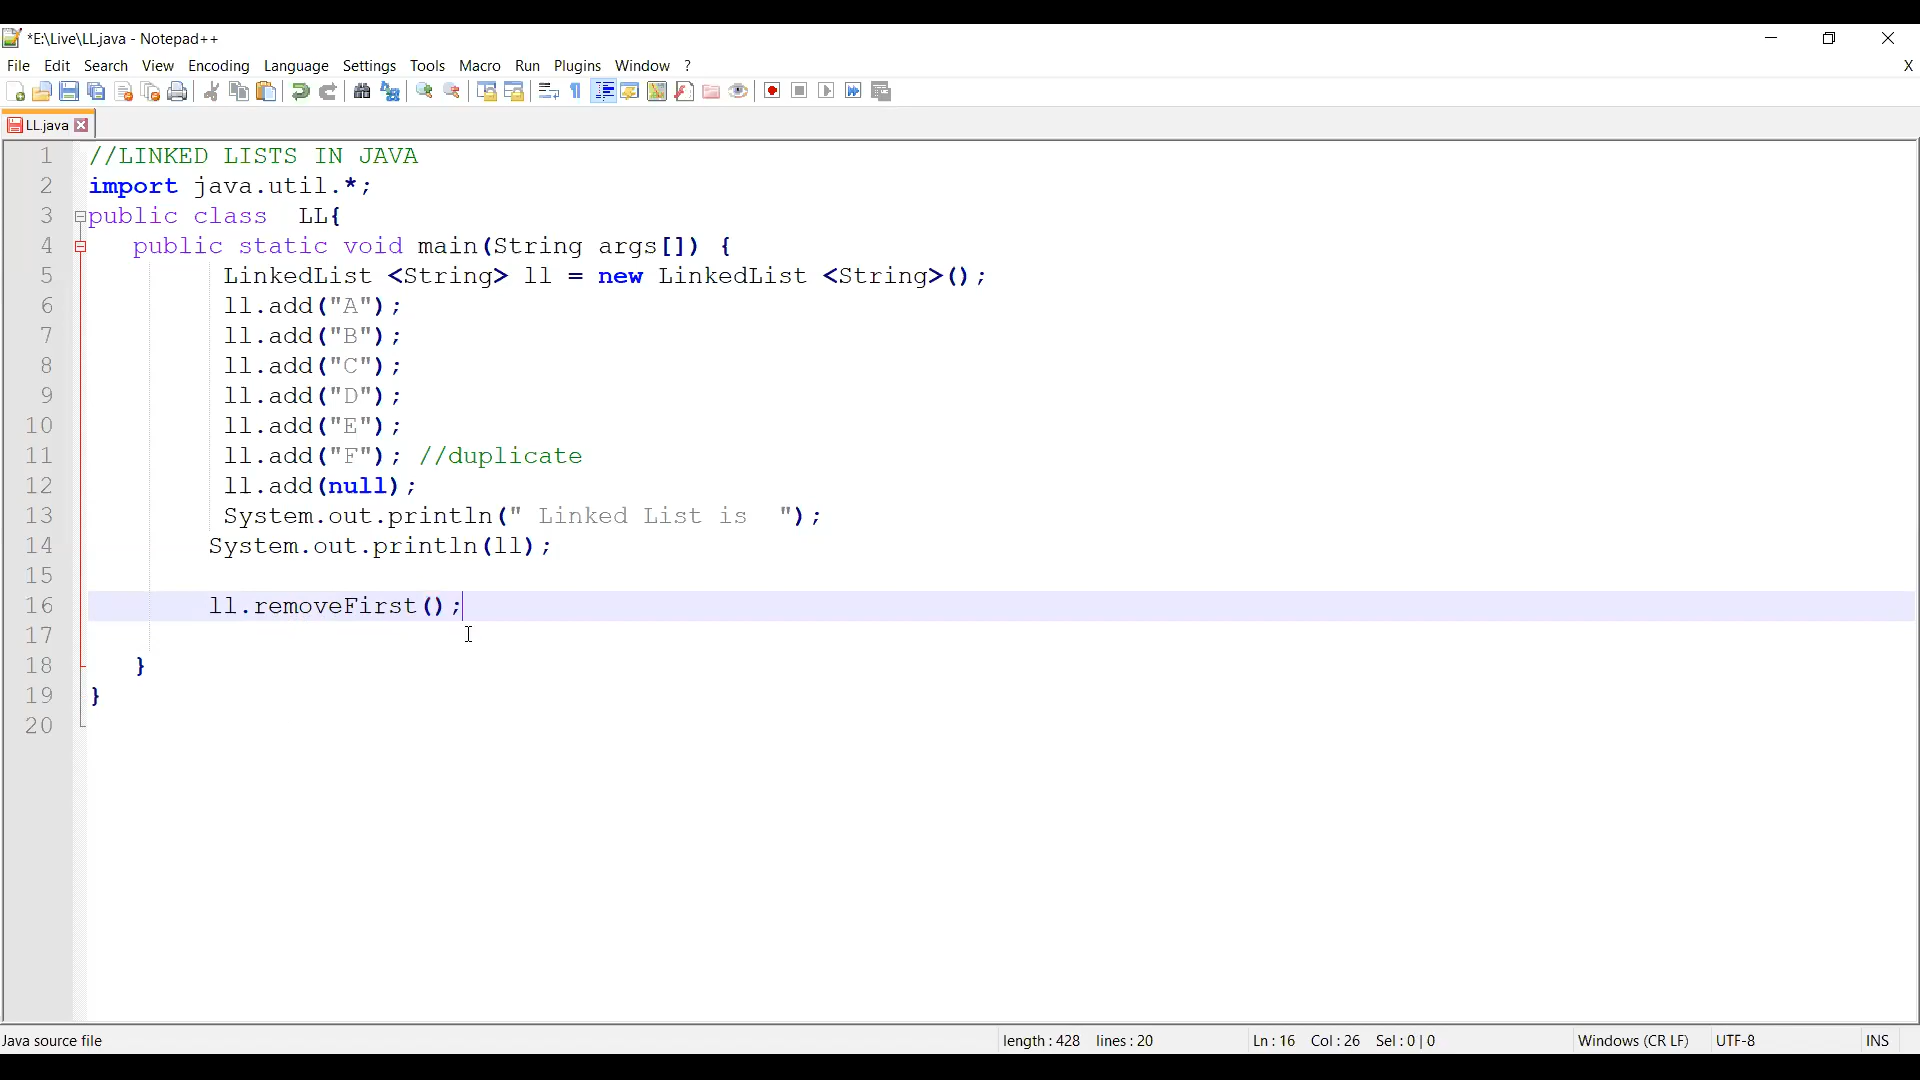 *E:\Live\LL.java - Notepad++
File Edit Search View Encoding Language Settings Tools Macro Run Plugins Window ? X
LL.java
1 //LINKED LISTS IN JAVA
2 import java.util.*;
3 public class  LL{
4 public static void main(String args[]) {
5 LinkedList <String> ll = new LinkedList <String>();
6 ll.add("A");
7 ll.add("B");
8 ll.add("C");
9 ll.add("D");
10 ll.add("E");
11 ll.add("F"); //duplicate
12 ll.add(null);
13 System.out.println(" Linked List is  ");
14 System.out.println(ll);
15
16 ll.removeFirst();
17
18 }
19 }
20
Java source file length : 428 lines : 20 Ln : 16 Col : 26 Sel : 0 | 0 Windows (CR LF) UTF-8 INS